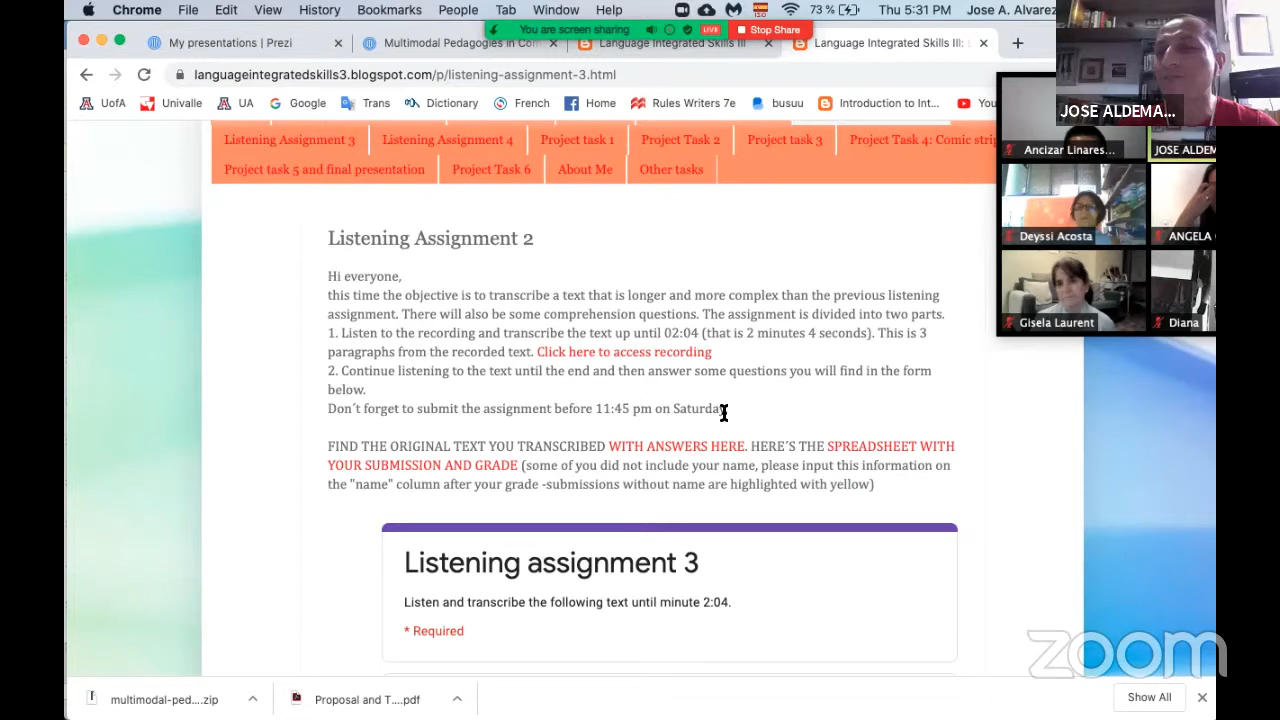 Chrome File Edit View History Bookmarks People Tab Window Help ISO 73 % Thu 5:31 PM Jose A. Alvarez
You are screen sharing LIVE Stop Share
My presentations | Prezi
Multimodal Pedagogies in Com
Language Integrated Skills III
Language Integrated Skills III:
languageintegratedskills3.blogspot.com/p/listening-assignment-3.html
UofA Univalle UA Google Trans Dictionary French Home Rules Writers 7e busuu Introduction to Int... You
JOSE ALDEMA...
Listening Assignment 3 Listening Assignment 4 Project task 1 Project Task 2 Project task 3 Project Task 4: Comic strip
Project task 5 and final presentation Project Task 6 About Me Other tasks
Ancizar Linares...
JOSE ALDEM
Deyssi Acosta
ANGELA
Gisela Laurent
Diana
Listening Assignment 2
Hi everyone,
this time the objective is to transcribe a text that is longer and more complex than the previous listening
assignment. There will also be some comprehension questions. The assignment is divided into two parts.
1. Listen to the recording and transcribe the text up until 02:04 (that is 2 minutes 4 seconds). This is 3
paragraphs from the recorded text. Click here to access recording
2. Continue listening to the text until the end and then answer some questions you will find in the form
below.
Don´t forget to submit the assignment before 11:45 pm on Saturday
FIND THE ORIGINAL TEXT YOU TRANSCRIBED WITH ANSWERS HERE. HERE´S THE SPREADSHEET WITH
YOUR SUBMISSION AND GRADE (some of you did not include your name, please input this information on
the "name" column after your grade -submissions without name are highlighted with yellow)
Listening assignment 3
Listen and transcribe the following text until minute 2:04.
* Required
zoom
multimodal-ped....zip
Proposal and T....pdf
Show All